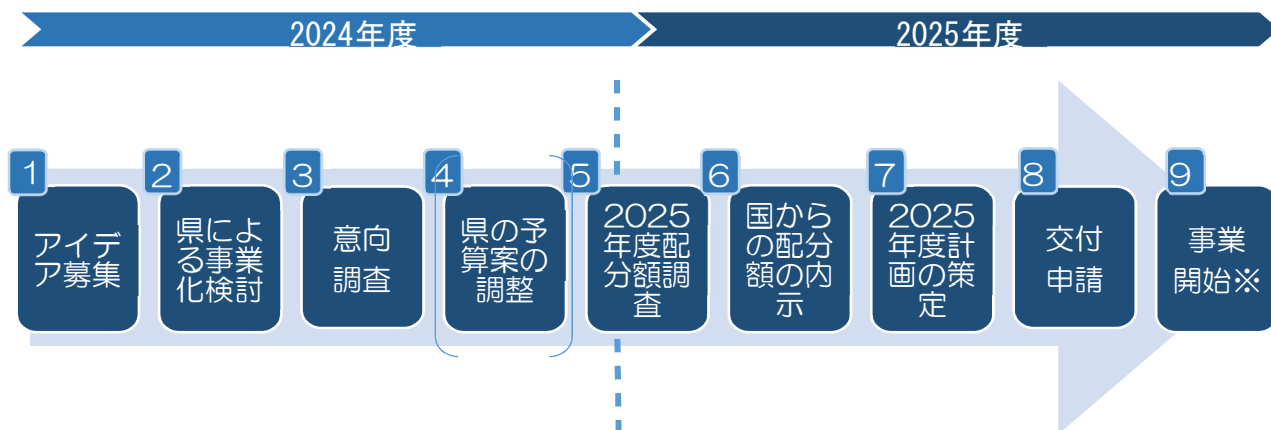 2024年度
2025年度
1
アイデ
ア募集
2
県によ
る事業
化検討
3
意向
調査
4
県の予
算案の
調整
5
2025
年度配
分額調
査
6
国から
の配分
額の内
示
7
2025
年度計
画の策
定
8
交付
申請
9
事業
開始※